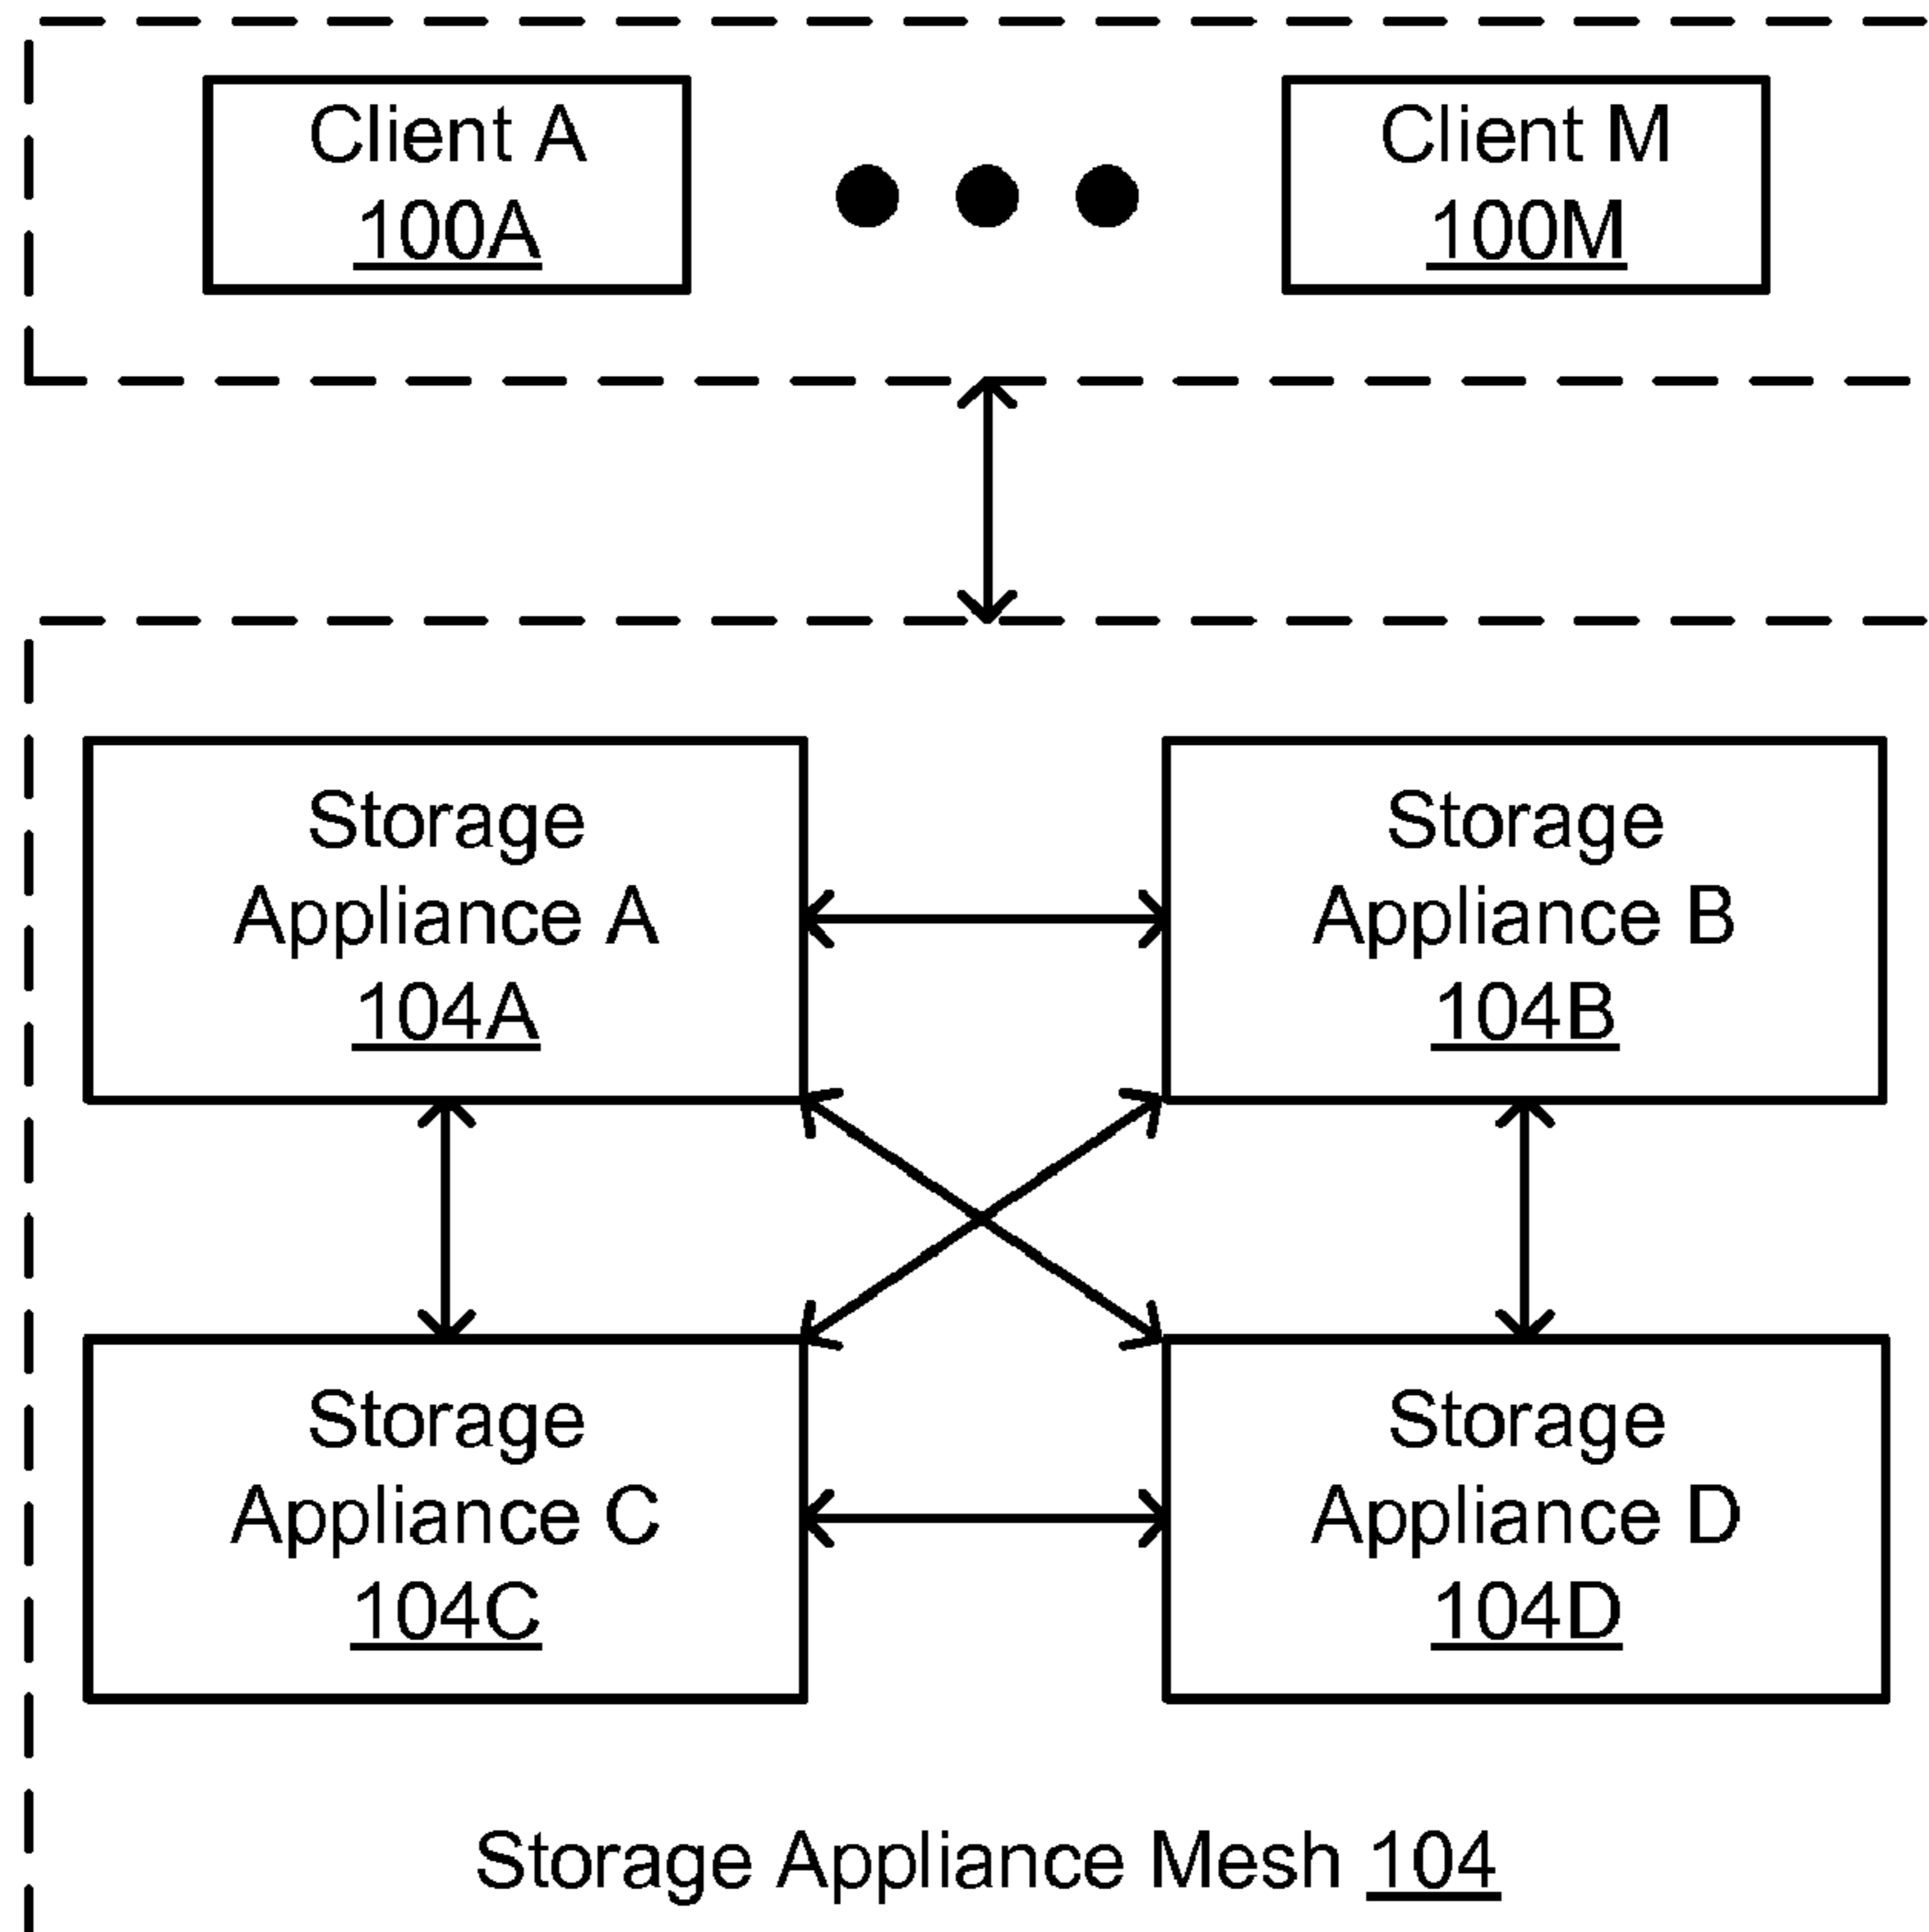 Client A
100A
Client M
100M
Storage
Appliance A
104A
Storage
Appliance B
104B
Storage
Appliance C
104C
Storage
Appliance D
104D
Storage Appliance Mesh 104